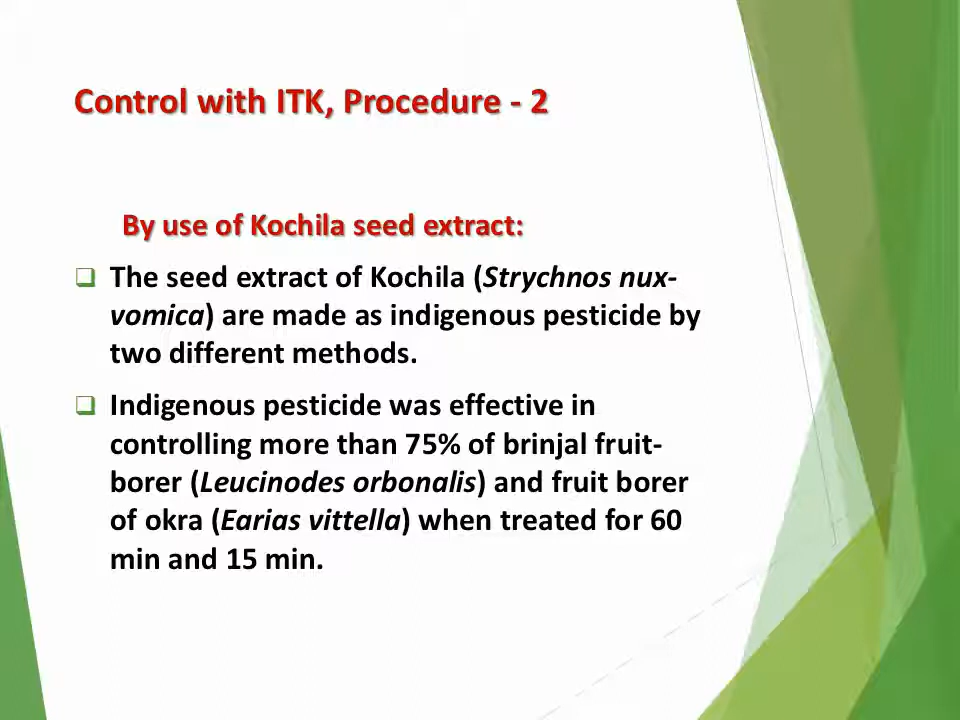 Control with ITK, Procedure - 2
By use of Kochila seed extract:
The seed extract of Kochila (Strychnos nux-
vomica) are made as indigenous pesticide by
two different methods.
Indigenous pesticide was effective in
controlling more than 75% of brinjal fruit-
borer (Leucinodes orbonalis) and fruit borer
of okra (Earias vittella) when treated for 60
min and 15 min.